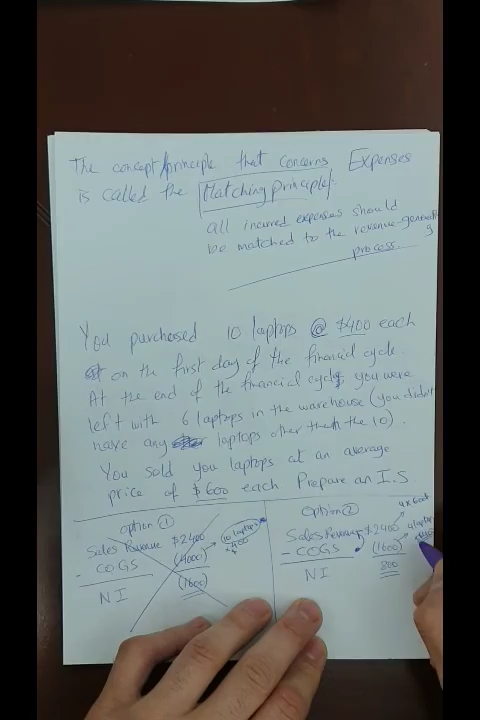 The concept/principle that concerns Expenses
is called the Matching principle.
all incurred expenses should
be matched to the revenue-generating
process.
You purchased 10 laptops @ $400 each
on the first day of the financial cycle.
At the end of the financial cycle, you were
left with 6 laptops in the warehouse (you didn't
have any laptops other than the 10).
You sold you laptops at an average
price of $600 each Prepare an I.S
option 1
Sales Revenue $2400
- COGS (4000) 10 laptops
x 400
NI (1600)
Option 2
4 x 600
Sales Revenue $2400
- COGS (1600) 4 laptops
NI 800